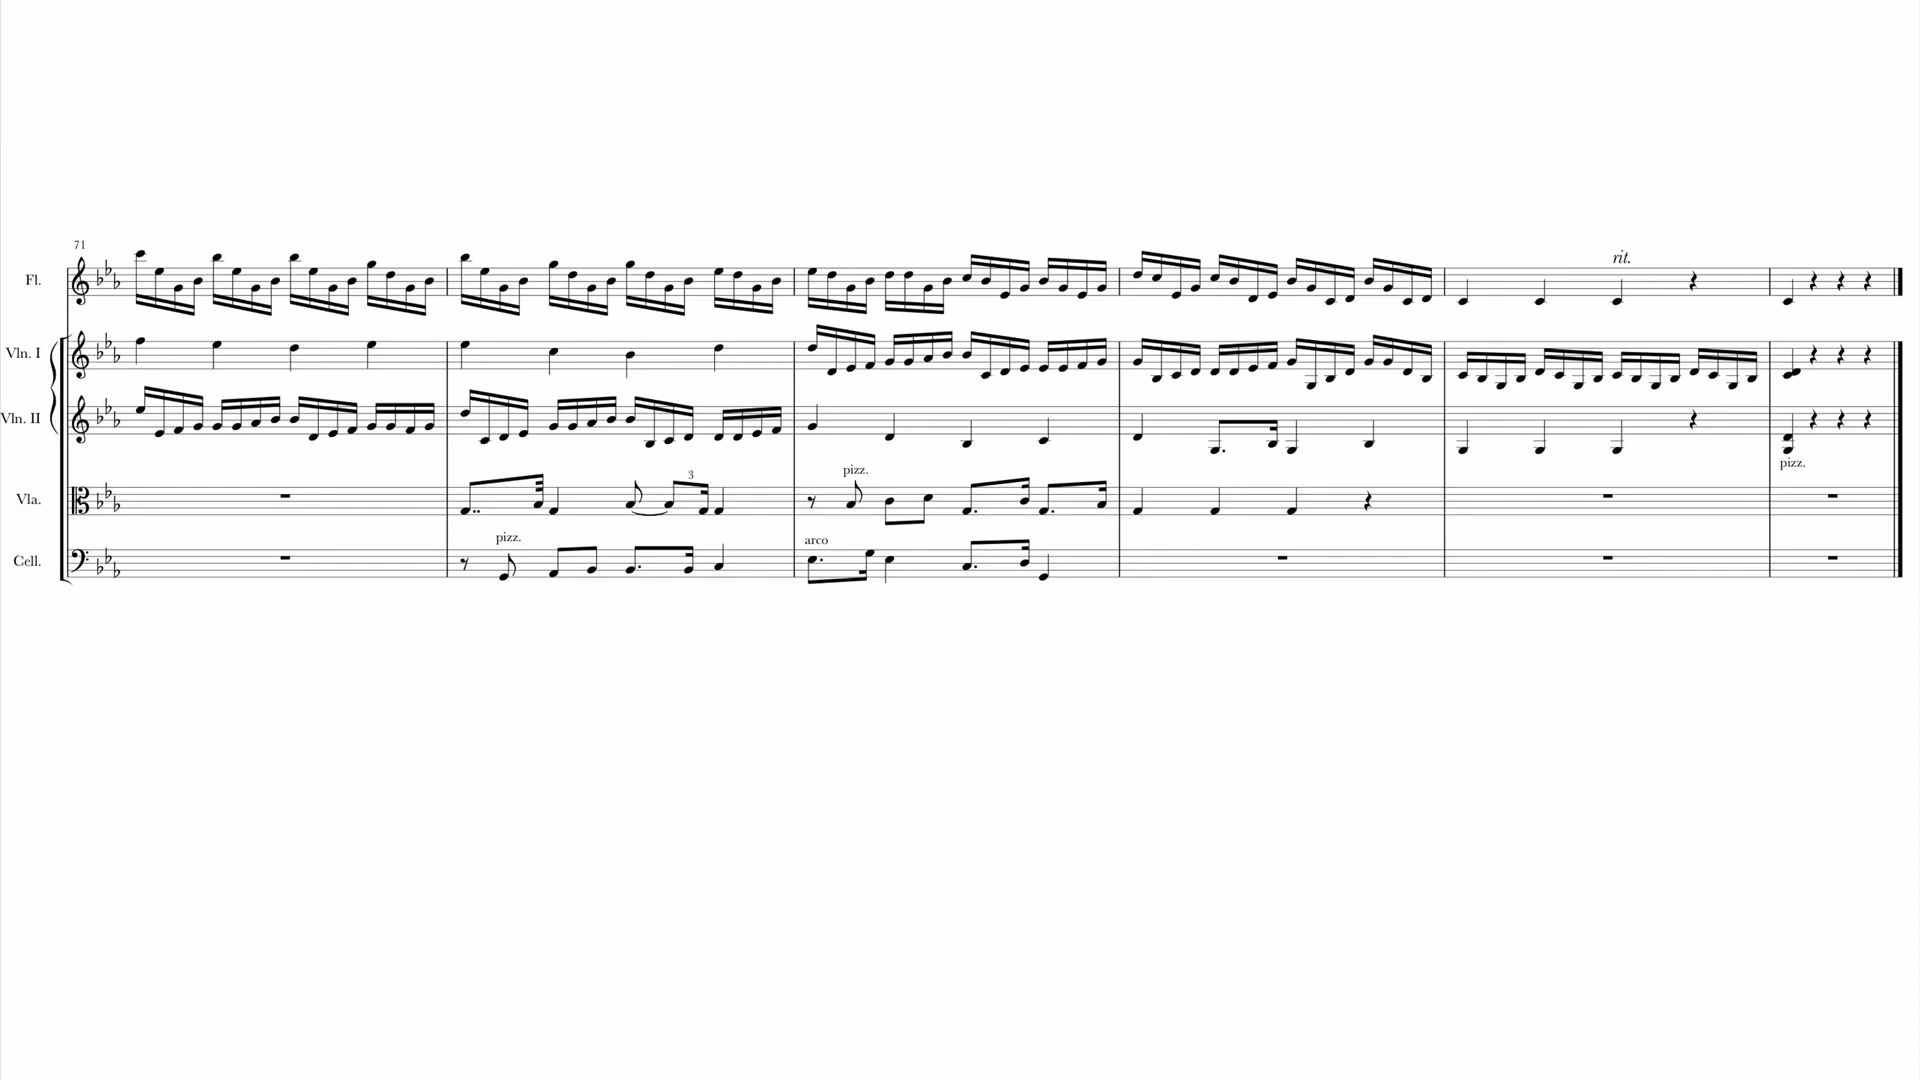 71
rit.
Fl.
Vln. I
Vln. II
pizz.
pizz.
3
Vla.
pizz.
arco
Cell.